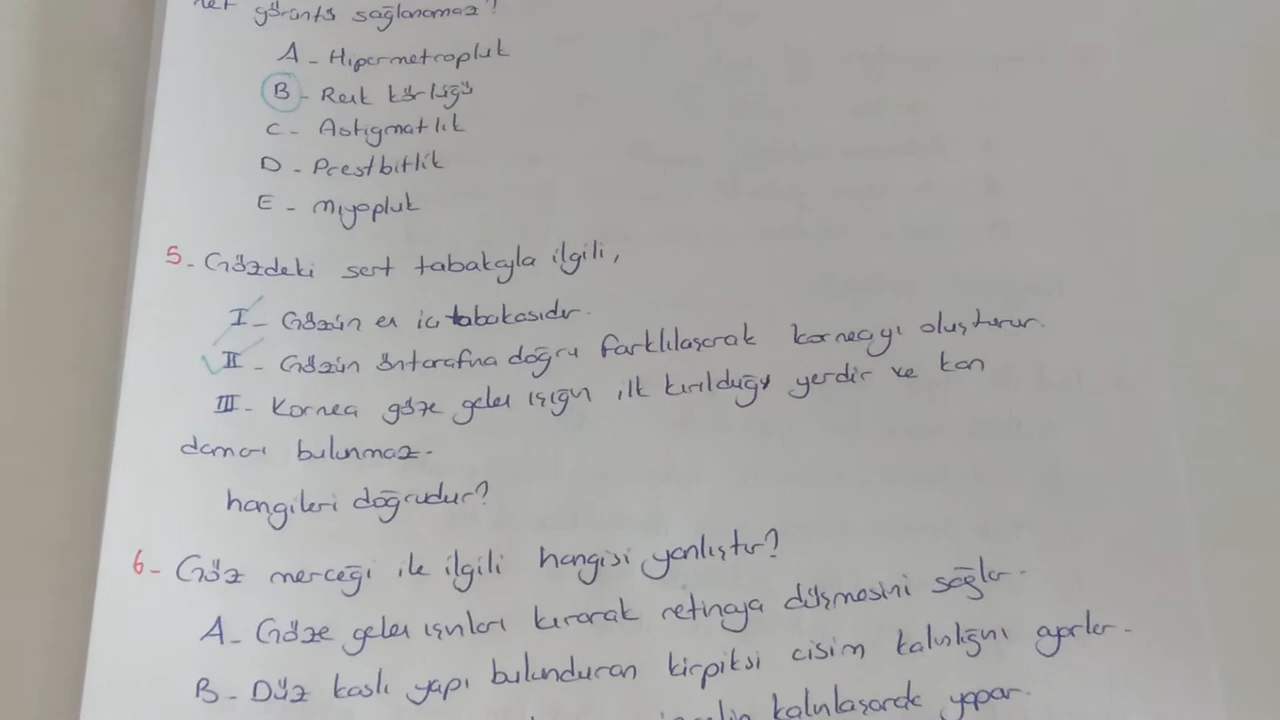 net görüntü sağlanamaz?
A - Hipermetropluk
B - Renk körlüğü
C - Astigmatlık
D - Prestbitlik
E - miyopluk
5 - Gözdeki sert tabakayla ilgili,
I - Gözün en iç tabakasıdır.
II - Gözün öntarafına doğru farklılaşarak korneayı oluşturur.
III - Kornea göze gelen ışığın ilk kırıldığı yerdir ve kan
damarı bulunmaz.
hangileri doğrudur?
6 - Göz merceği ile ilgili hangisi yanlıştır?
A - Göze gelen ışınları kırarak retinaya düşmesini sağlar.
B - Düz kaslı yapı bulunduran kirpiksi cisim kalınlığını ayarlar.
kalınlaşarak yapar.